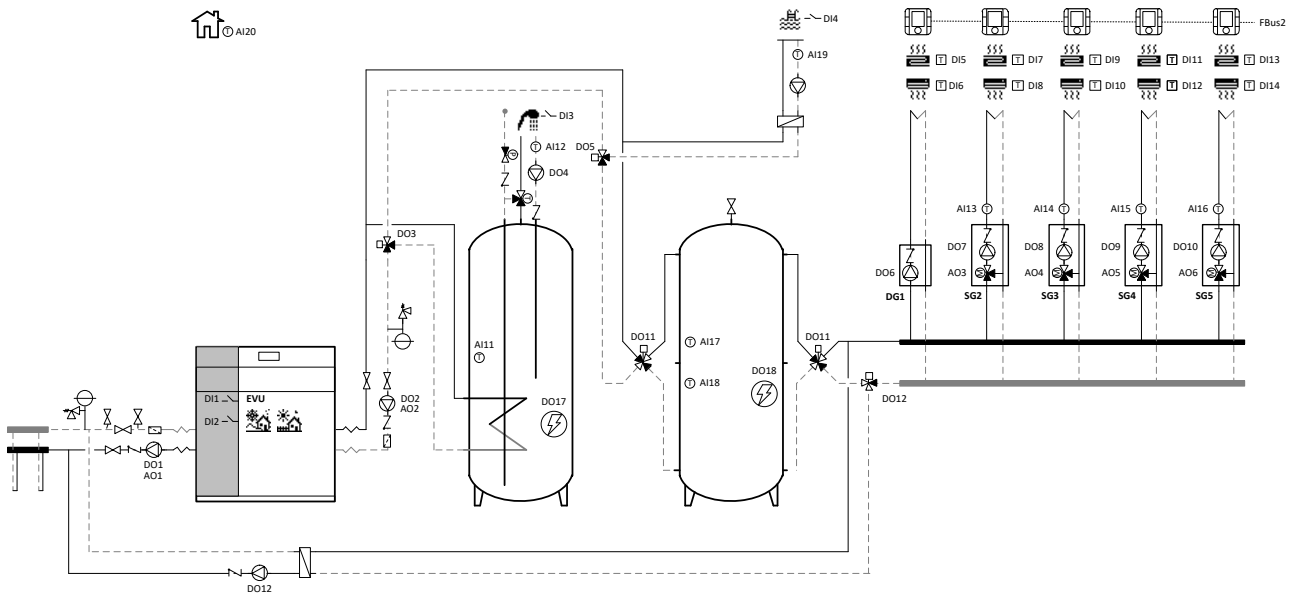 T AI20
DI4
FBus2
T AI19
T DI5
T DI7
T DI9
T DI11
T DI13
T DI6
T DI8
T DI10
T DI12
T DI14
DI3
P
T AI12
DO5
DO4
T
AI13 T
AI14 T
AI15 T
AI16 T
DO3
DO7
DO8
DO9
DO10
DO6
AO3 M
AO4 M
AO5 M
AO6 M
DG1
SG2
SG3
SG4
SG5
AI11
T
DO11
T AI17
DO11
DO18
T AI18
DO12
DI1
EVU
DI2
DO2
AO2
DO17
DO1
AO1
DO12